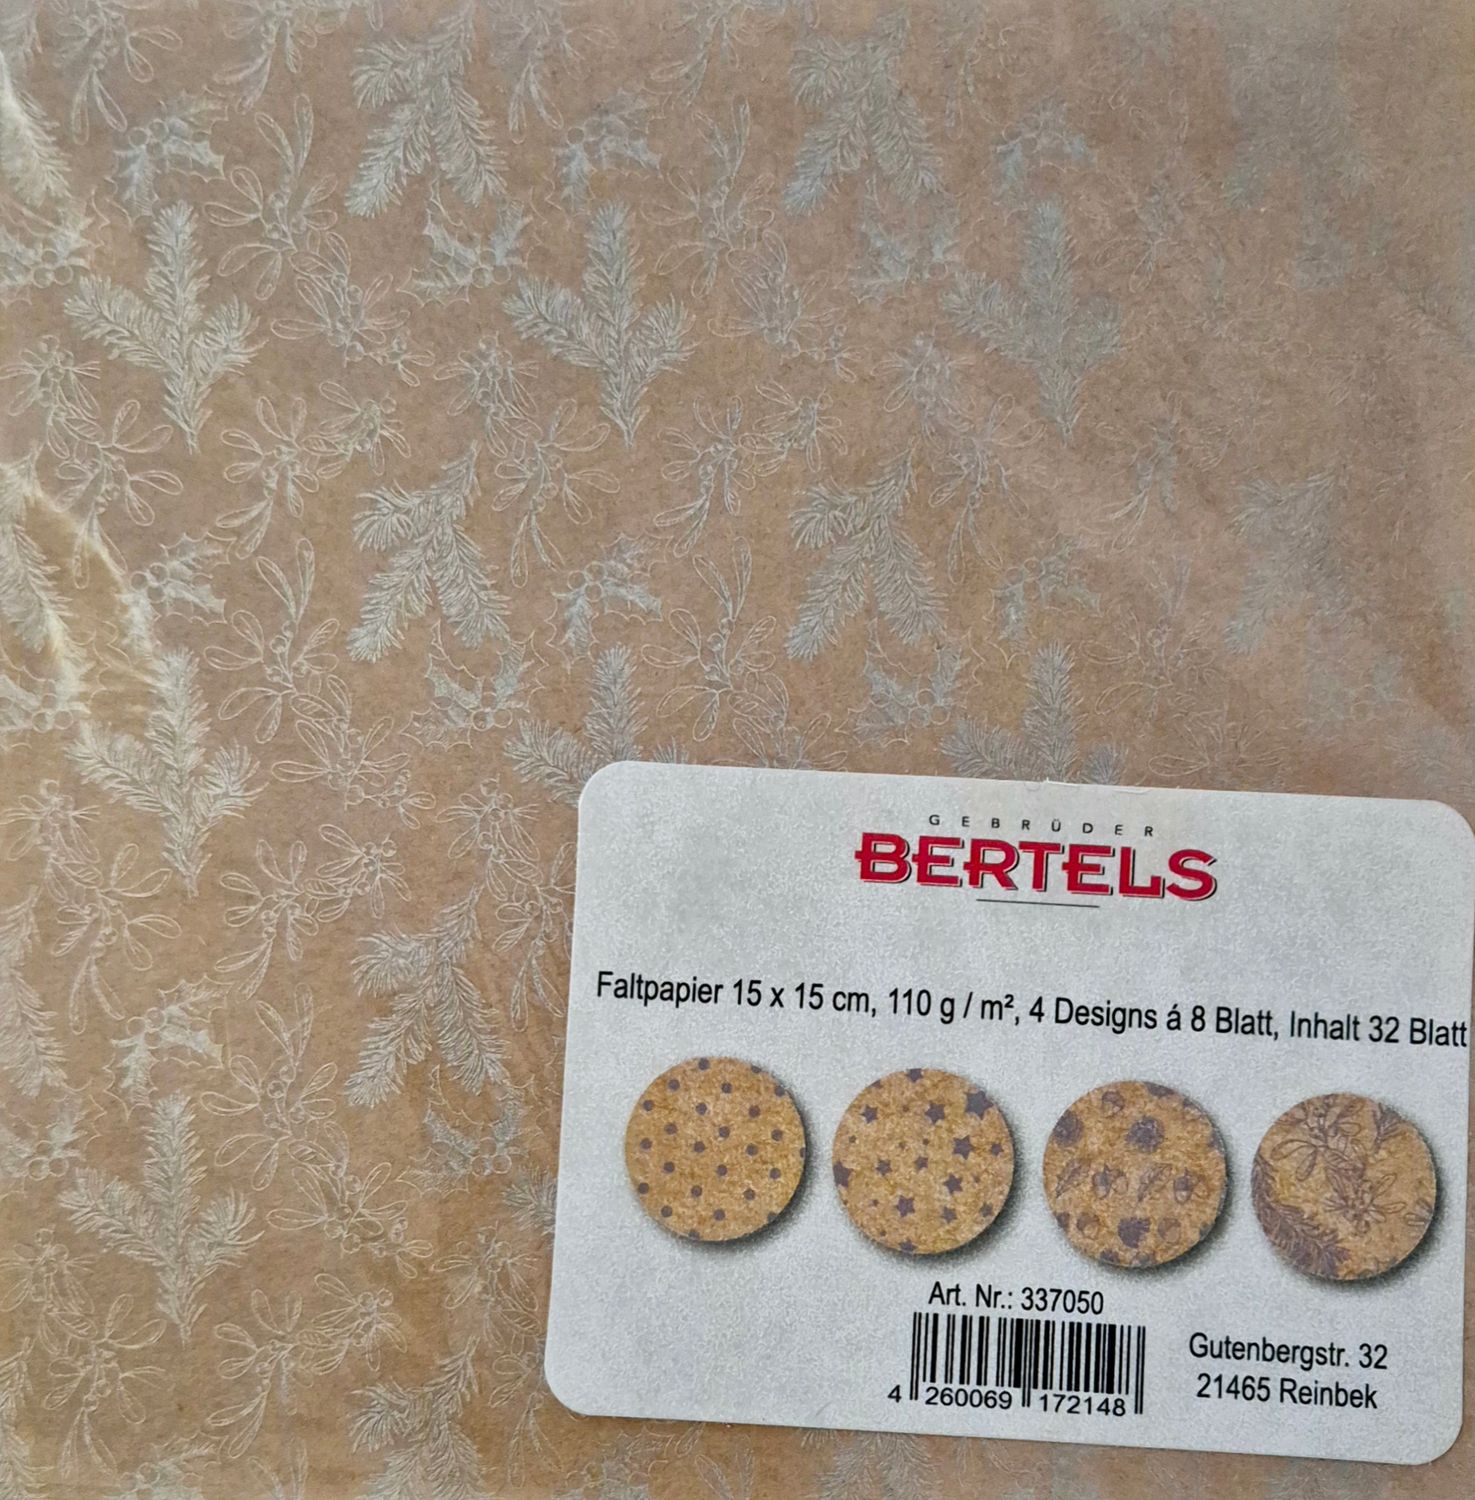 GEBRÜDER
BERTELS
Faltpapier 15 x 15 cm, 110 g / m², 4 Designs á 8 Blatt, Inhalt 32 Blatt
Art. Nr.: 337050
4 260069 172148
Gutenbergstr. 32
21465 Reinbek